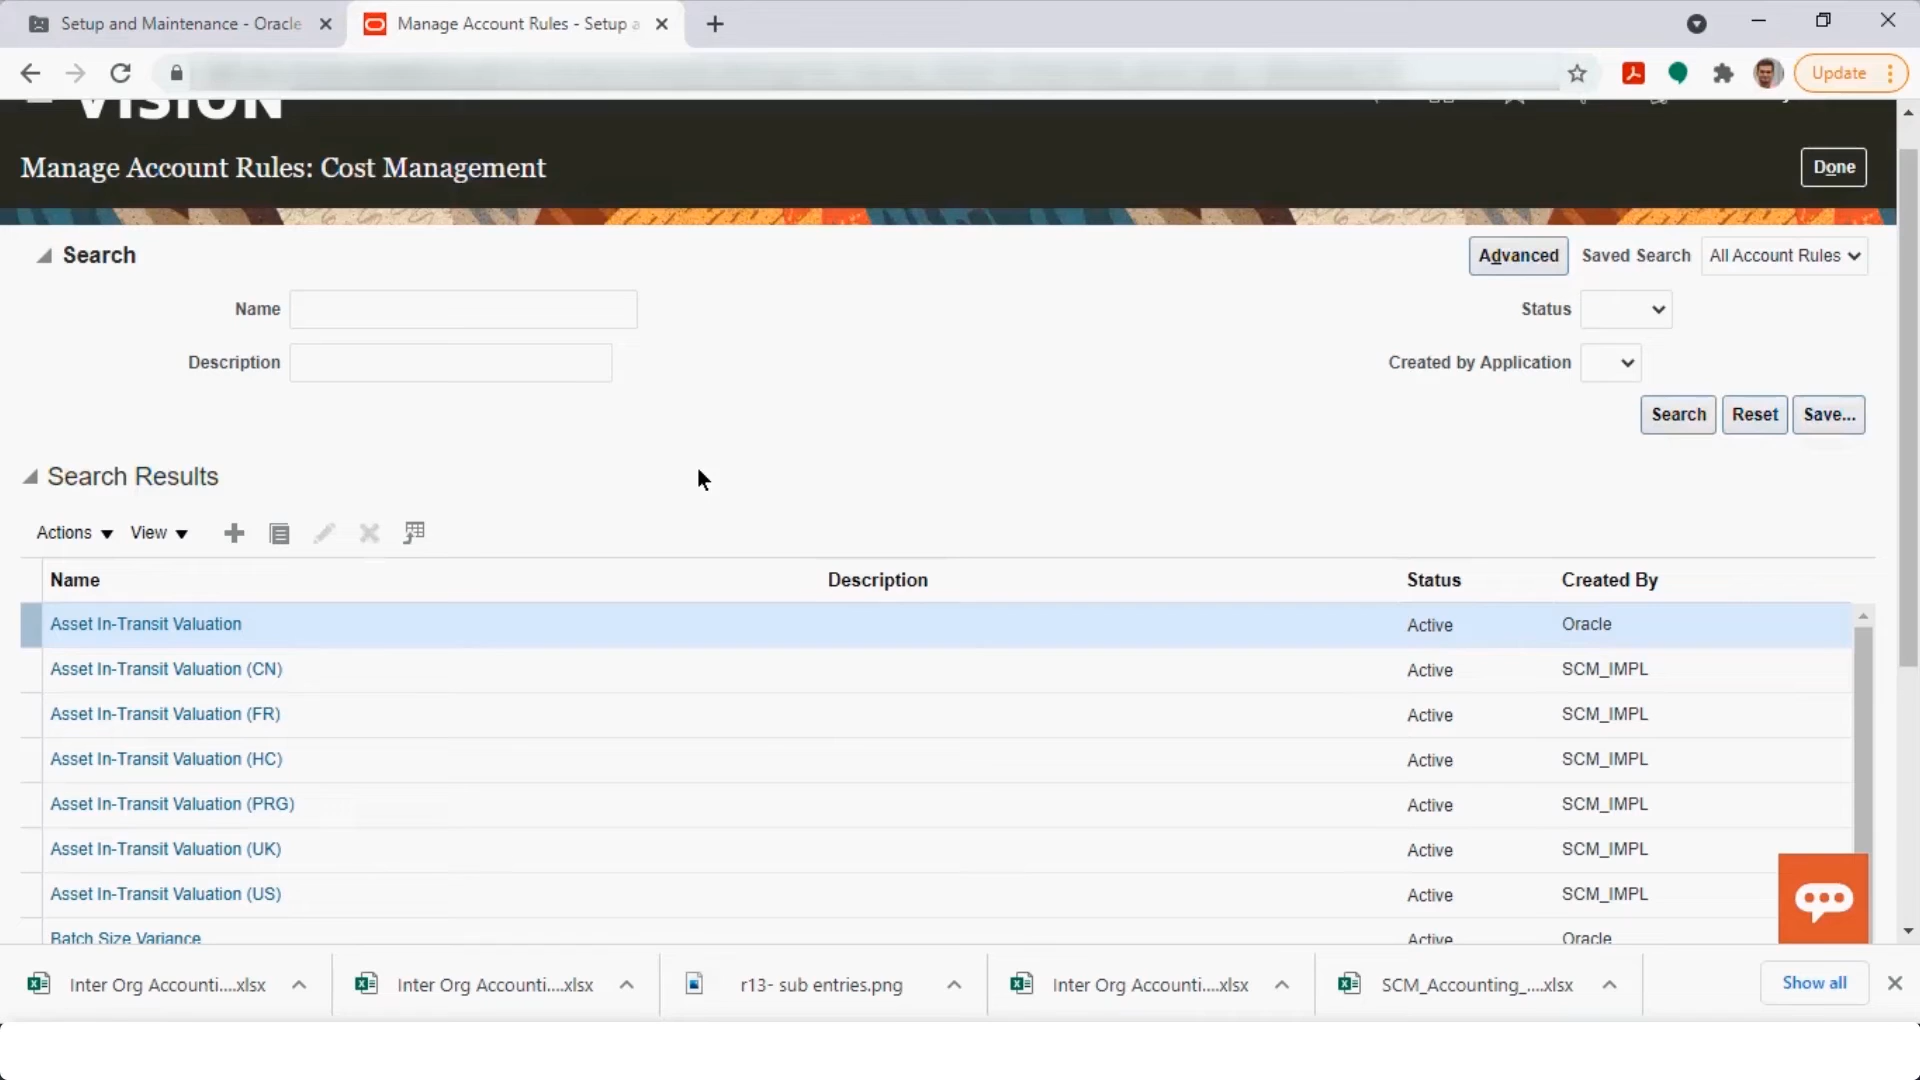 Setup and Maintenance - Oracle
Manage Account Rules - Setup a
Update
VISION
Manage Account Rules: Cost Management
Done
Search
Advanced
Saved Search
All Account Rules
Name
Status
Description
Created by Application
Search
Reset
Save...
Search Results
Actions
View
Name Description Status Created By
Asset In-Transit Valuation Active Oracle
Asset In-Transit Valuation (CN) Active SCM_IMPL
Asset In-Transit Valuation (FR) Active SCM_IMPL
Asset In-Transit Valuation (HC) Active SCM_IMPL
Asset In-Transit Valuation (PRG) Active SCM_IMPL
Asset In-Transit Valuation (UK) Active SCM_IMPL
Asset In-Transit Valuation (US) Active SCM_IMPL
Batch Size Variance Active Oracle
Inter Org Accounti....xlsx
Inter Org Accounti....xlsx
r13- sub entries.png
Inter Org Accounti....xlsx
SCM_Accounting_....xlsx
Show all